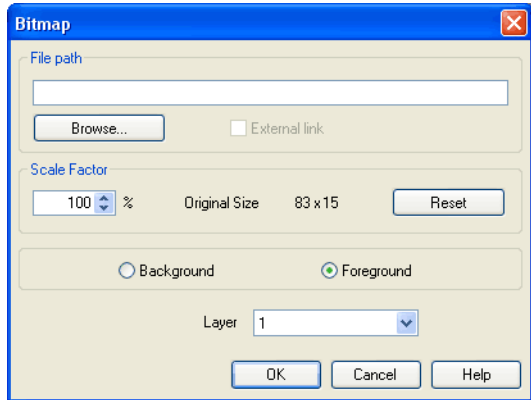 Bitmap
File path
Browse... External link
Scale Factor
100 % Original Size 83 x 15 Reset
Background Foreground
Layer 1
OK Cancel Help